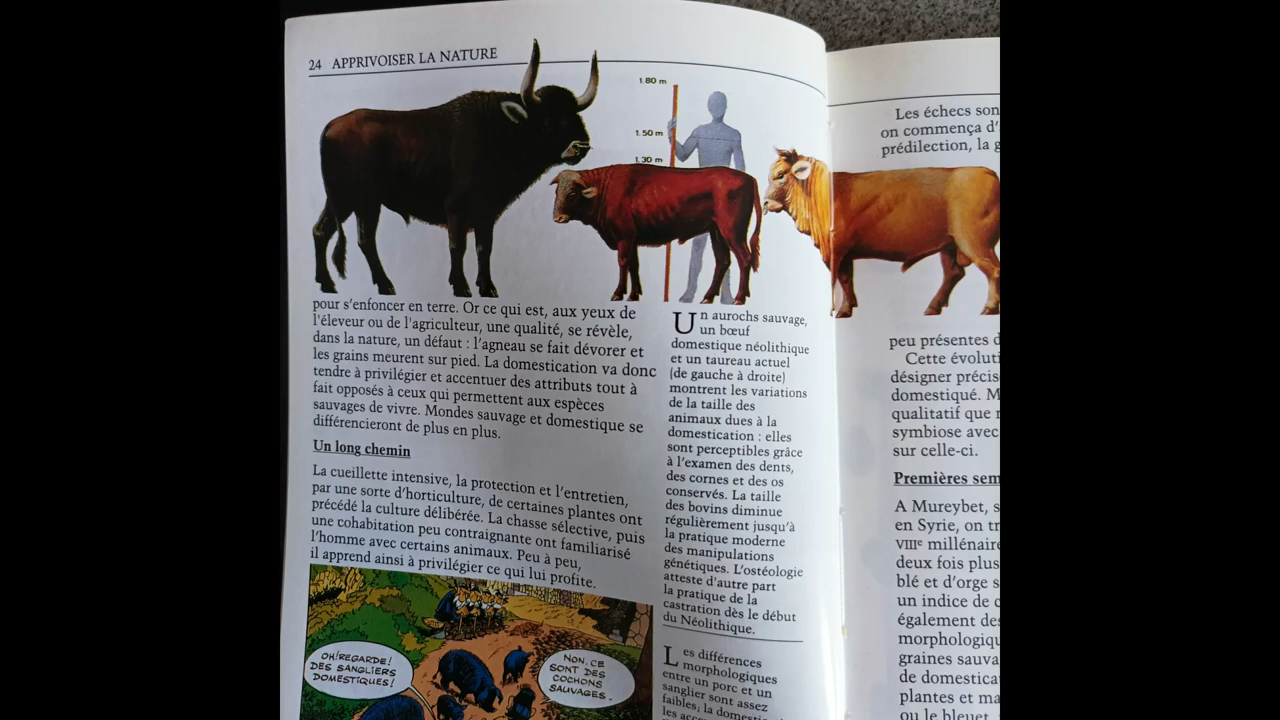 24 APPRIVOISER LA NATURE
1.80 m
1.50 m
1.30 m
pour s'enfoncer en terre. Or ce qui est, aux yeux de
l'éleveur ou de l'agriculteur, une qualité, se révèle,
dans la nature, un défaut : l'agneau se fait dévorer et
les grains meurent sur pied. La domestication va donc
tendre à privilégier et accentuer des attributs tout à
fait opposés à ceux qui permettent aux espèces
sauvages de vivre. Mondes sauvage et domestique se
différencieront de plus en plus.
Un long chemin
La cueillette intensive, la protection et l'entretien,
par une sorte d'horticulture, de certaines plantes ont
précédé la culture délibérée. La chasse sélective, puis
une cohabitation peu contraignante ont familiarisé
l'homme avec certains animaux. Peu à peu,
il apprend ainsi à privilégier ce qui lui profite.
OH! REGARDE!
DES SANGLIERS
DOMESTIQUES!
NON, CE
SONT DES
COCHONS
SAUVAGES.
Un aurochs sauvage,
un bœuf
domestique néolithique
et un taureau actuel
(de gauche à droite)
montrent les variations
de la taille des
animaux dues à la
domestication : elles
sont perceptibles grâce
à l'examen des dents,
des cornes et des os
conservés. La taille
des bovins diminue
régulièrement jusqu'à
la pratique moderne
des manipulations
génétiques. L'ostéologie
atteste d'autre part
la pratique de la
castration dès le début
du Néolithique.
Les différences
morphologiques
entre un porc et un
sanglier sont assez
faibles; la
Les échecs son
on commença d'
prédilection, la
peu présentes d
Cette évoluti
désigner précis
domestiqué. M
qualitatif que
symbiose avec
sur celle-ci.
Premières sem
A Mureybet, s
en Syrie, on tr
VIIIe millénaire
deux fois plus
blé et d'orge s
un indice de c
également des
morphologiqu
graines sauva
de domestica
plantes et ma
ou le bleuet,